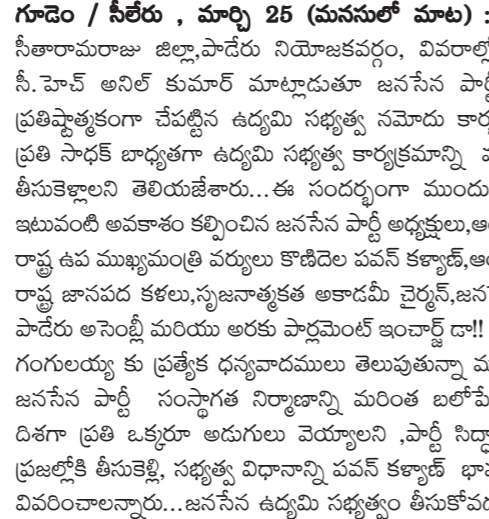 గూడెం / సీలేరు , మార్చి 25 (మనసులో మాట) :
సీతారామరాజు జిల్లా,పాడేరు నియోజకవర్గం, వివరాల్లో
సీ.హెచ్ అనిల్ కుమార్ మాట్లాడుతూ జనసేన పార్టీ
ప్రతిష్టాత్మకంగా చేపట్టిన ఉద్యమి సభ్యత్వ నమోదు
ప్రతి సాధక్ బాధ్యతగా ఉద్యమి సభ్యత్వ కార్యక్రమాన్ని
తీసుకెళ్లాలని తెలియజేశారు...ఈ సందర్భంగా ముందు
ఇటువంటి అవకాశం కల్పించిన జనసేన పార్టీ అధ్యక్షులు,
రాష్ట్ర ఉప ముఖ్యమంత్రి వర్యులు కొణిదెల పవన్ కళ్యాణ్,
రాష్ట్ర జానపద కళలు,సృజనాత్మకత అకాడమీ చైర్మన్,
పాడేరు అసెంబ్లీ మరియు అరకు పార్లమెంట్ ఇంచార్జ్ డా!!
గంగులయ్య కు ప్రత్యేక ధన్యవాదములు తెలుపుతున్నా
జనసేన పార్టీ సంస్థాగత నిర్మాణాన్ని మరింత
దిశగా ప్రతి ఒక్కరూ అడుగులు వెయ్యాలని ,పార్టీ
ప్రజల్లోకి తీసుకెళ్లి, సభ్యత్వ విధానాన్ని పవన్ కళ్యాణ్
వివరించాలన్నారు...జనసేన ఉద్యమి సభ్యత్వం